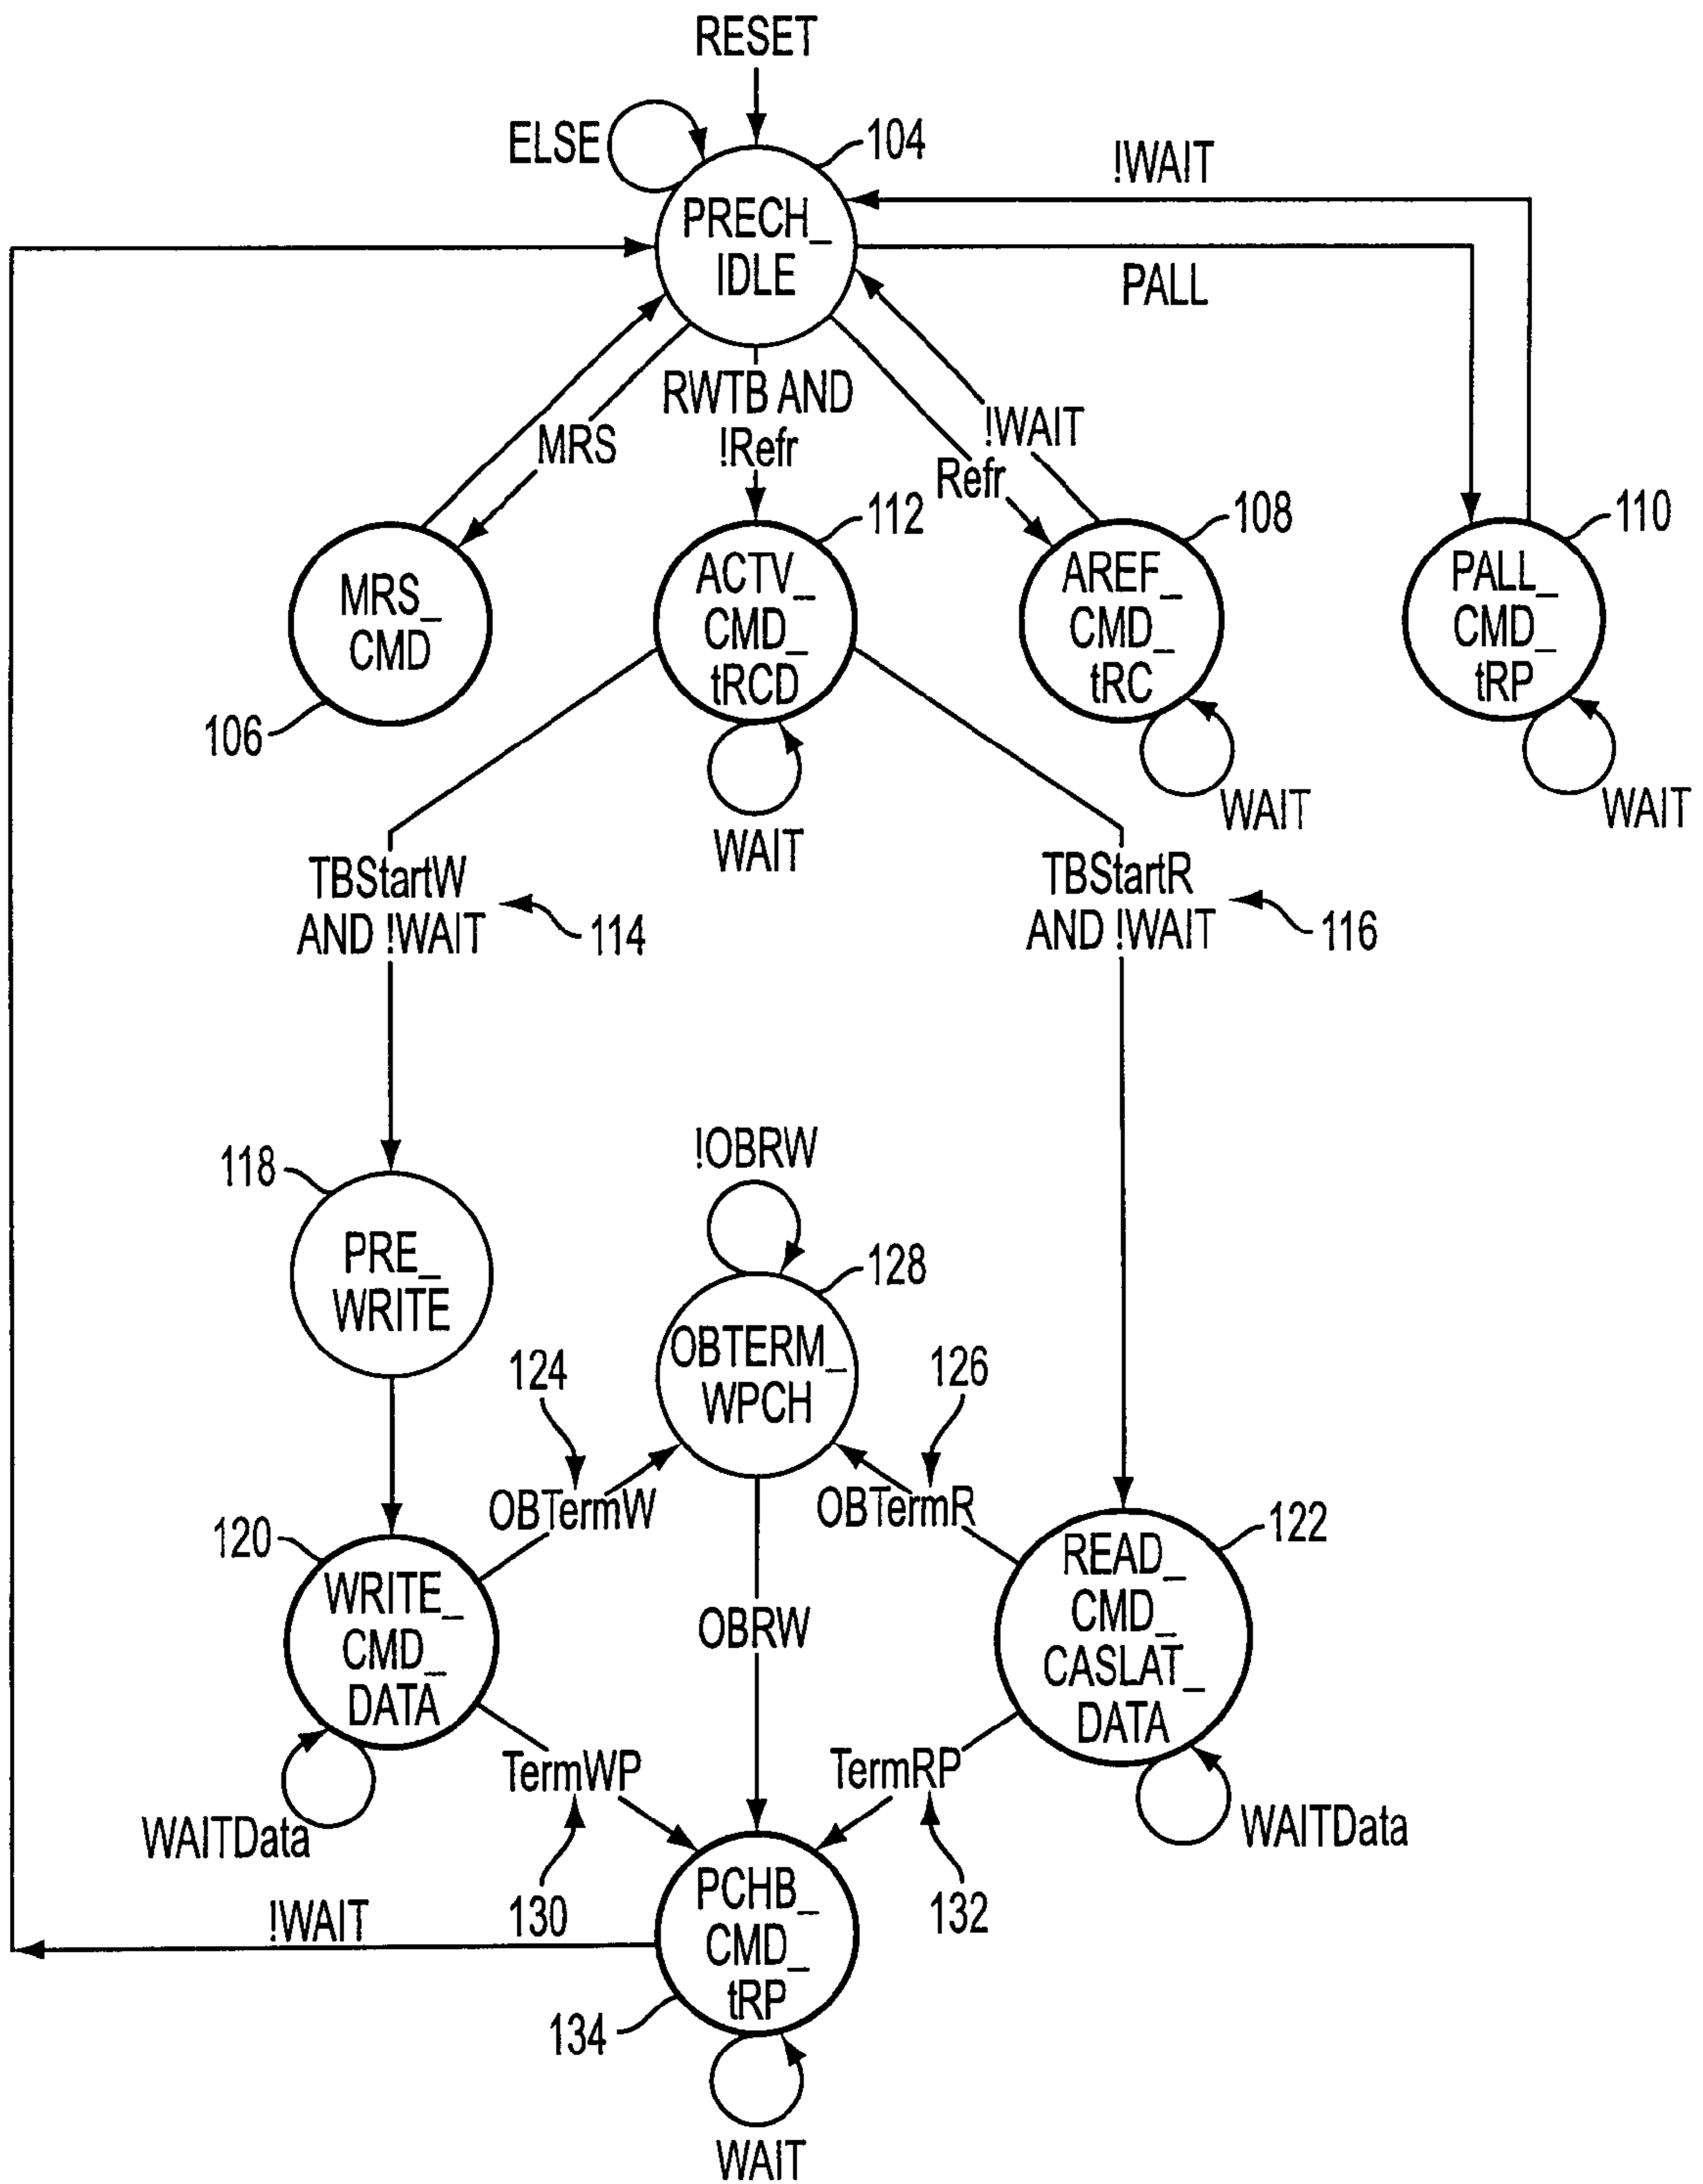 RESET
ELSE
104
!WAIT
PRECH_
IDLE
PALL
RWTB AND
!Refr
MRS
!WAIT
Refr
112
108
110
MRS_
CMD
ACTV_
CMD_
tRCD
AREF_
CMD_
tRC
PALL_
CMD_
tRP
106
WAIT
WAIT
WAIT
TBStartW
AND !WAIT
114
TBStartR
AND !WAIT
116
!OBRW
118
PRE_
WRITE
128
OBTERM_
WPCH
124
126
OBTermW
OBTermR
120
122
WRITE_
CMD_
DATA
OBRW
READ_
CMD_
CASLAT_
DATA
TermWP
TermRP
WAITData
WAITData
130
132
!WAIT
PCHB_
CMD_
tRP
134
WAIT